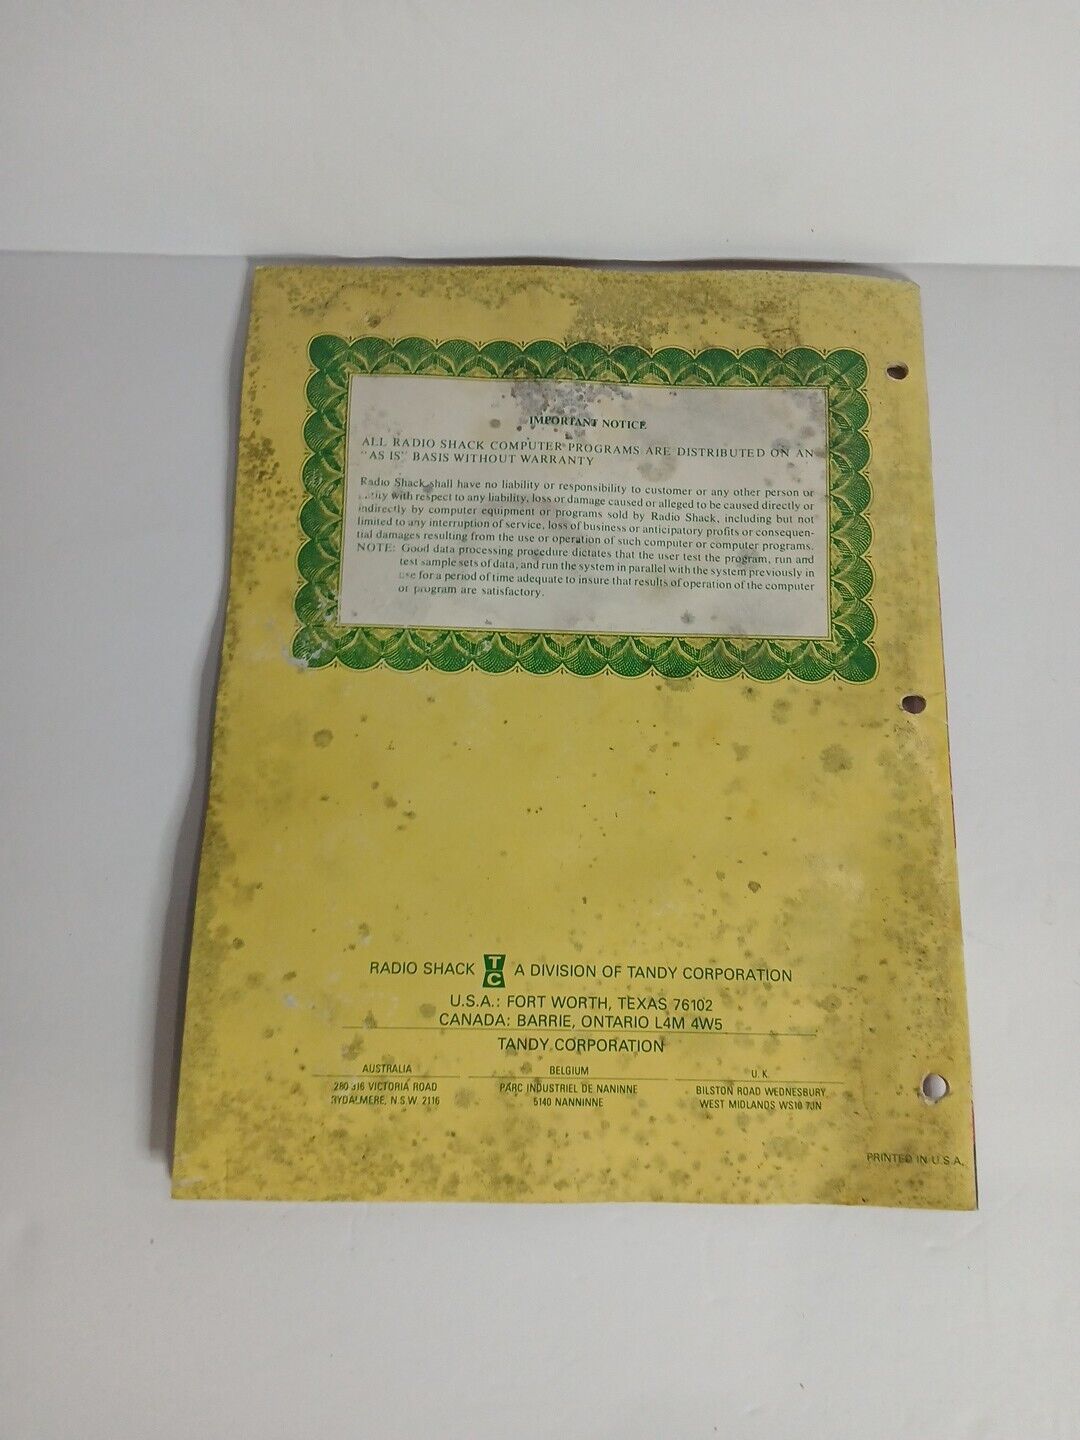 IMPORTANT NOTICE
ALL RADIO SHACK COMPUTER PROGRAMS ARE DISTRIBUTED ON AN
"AS IS" BASIS WITHOUT WARRANTY
Radio Shack shall have no liability or responsibility to customer or any other person or
entity with respect to any liability, loss or damage caused or alleged to be caused directly or
indirectly by computer equipment or programs sold by Radio Shack, including but not
limited to any interruption of service, loss of business or anticipatory profits or consequen-
tial damages resulting from the use or operation of such computer or computer programs.
NOTE: Good data processing procedure dictates that the user test the program, run and
test sample sets of data, and run the system in parallel with the system previously in
use for a period of time adequate to insure that results of operation of the computer
or program are satisfactory.
RADIO SHACK TC A DIVISION OF TANDY CORPORATION
U.S.A.: FORT WORTH, TEXAS 76102
CANADA: BARRIE, ONTARIO L4M 4W5
TANDY CORPORATION
AUSTRALIA
280 316 VICTORIA ROAD
RYDALMERE, N.S.W. 2116
BELGIUM
PARC INDUSTRIEL DE NANINNE
5140 NANNINNE
U. K.
BILSTON ROAD WEDNESBURY
WEST MIDLANDS WS10 7JN
PRINTED IN U.S.A.